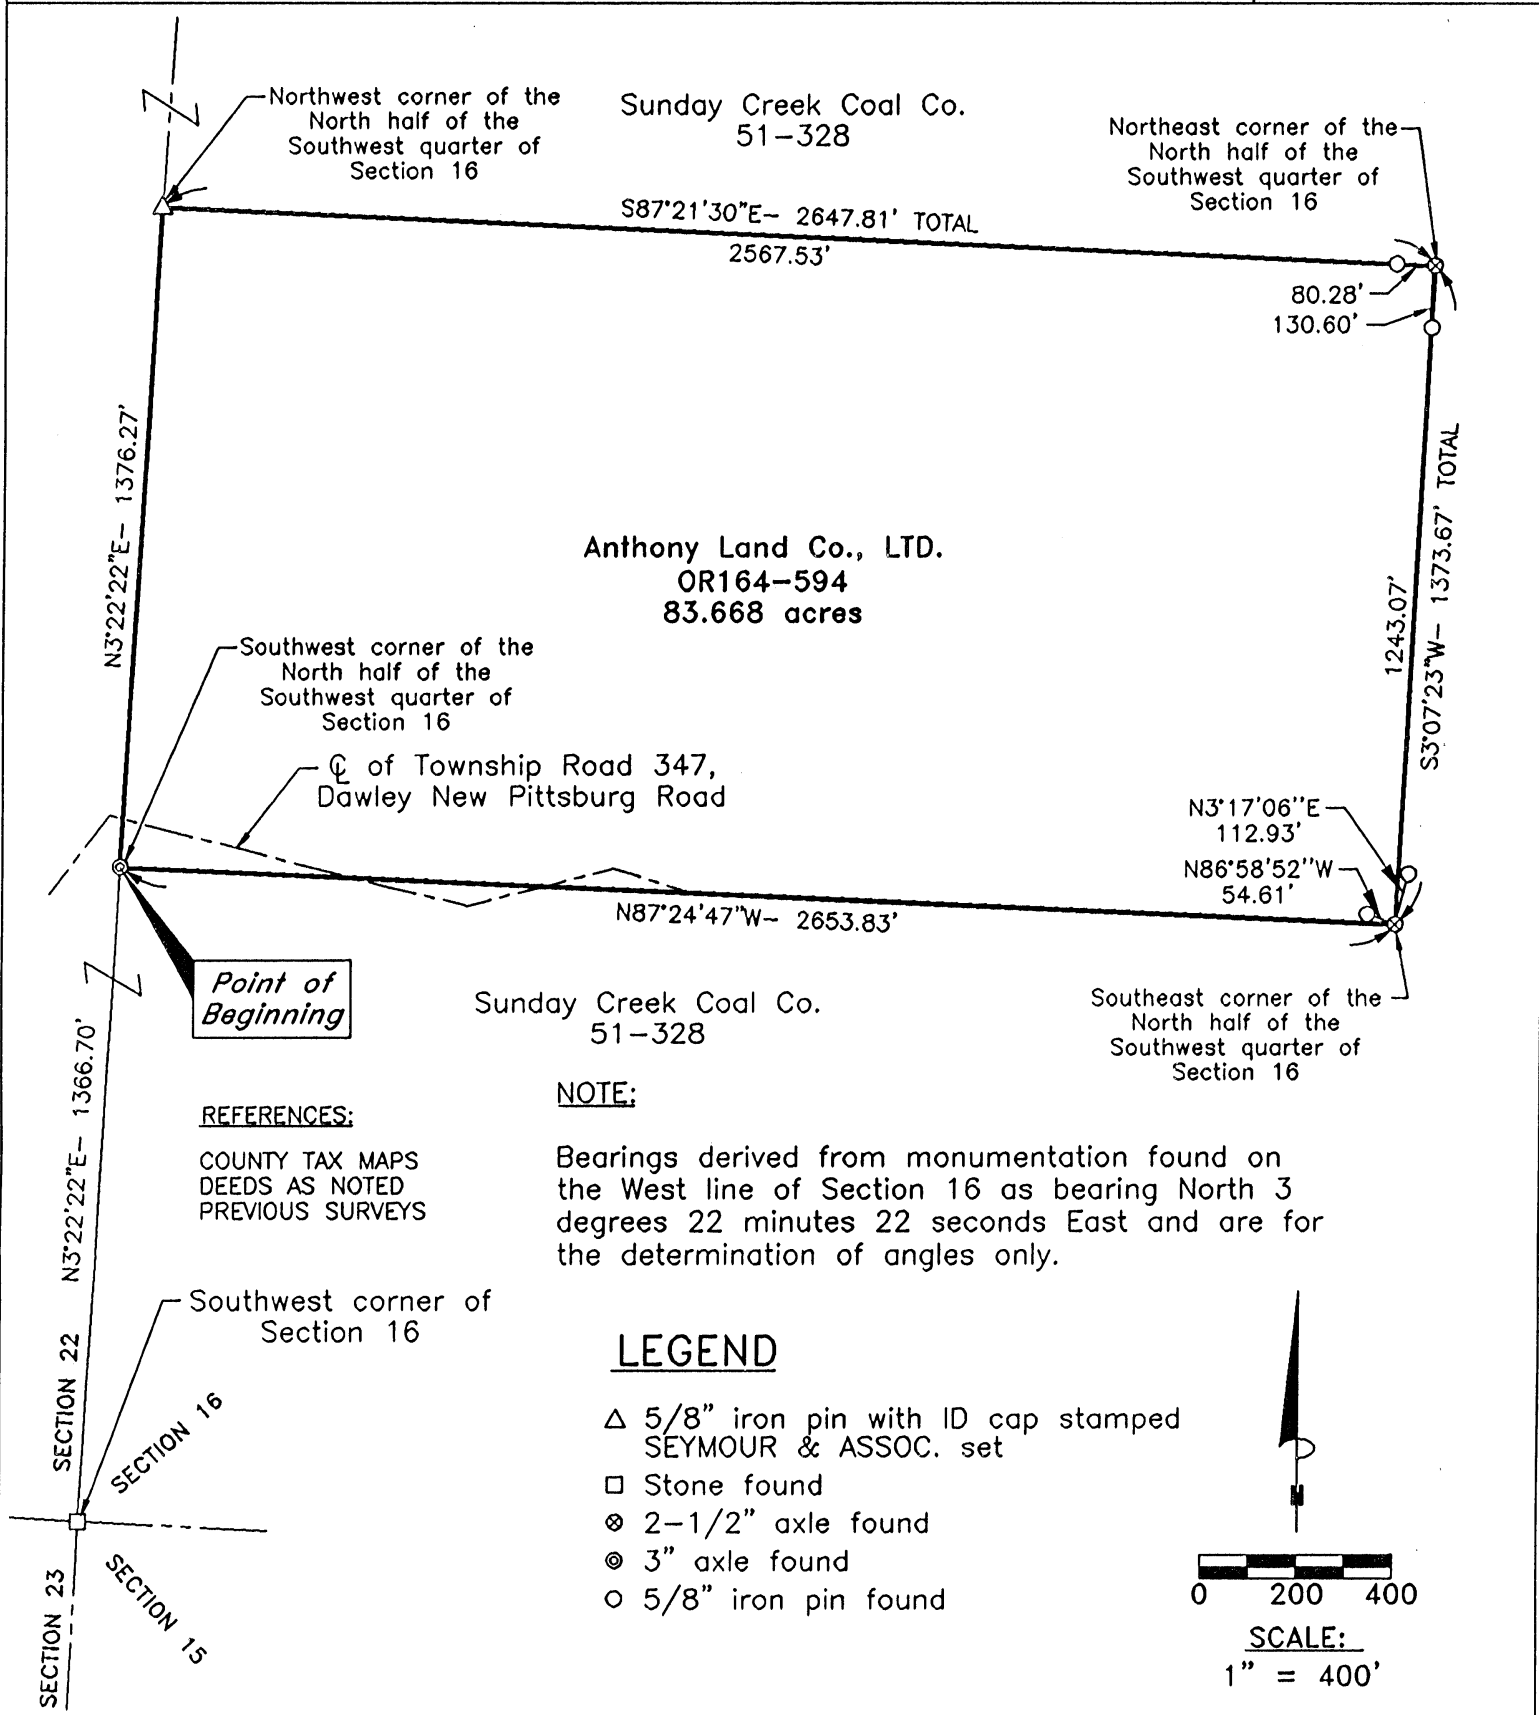 Northwest corner of the
North half of the
Southwest quarter of
Section 16
Sunday Creek Coal Co.
51-328
Northeast corner of the
North half of the
Southwest quarter of
Section 16
S87°21'30"E- 2647.81' TOTAL
2567.53'
80.28'
130.60'
N3°22'22"E- 1376.27'
Anthony Land Co., LTD.
OR164-594
83.668 acres
1243.07'
S3°07'23"W- 1373.67' TOTAL
Southwest corner of the
North half of the
Southwest quarter of
Section 16
℄ of Township Road 347,
Dawley New Pittsburg Road
N3°17'06"E
112.93'
N86°58'52"W
54.61'
N87°24'47"W- 2653.83'
Point of
Beginning
Sunday Creek Coal Co.
51-328
Southeast corner of the
North half of the
Southwest quarter of
Section 16
N3°22'22"E- 1366.70'
REFERENCES:
COUNTY TAX MAPS
DEEDS AS NOTED
PREVIOUS SURVEYS
NOTE:
Bearings derived from monumentation found on
the West line of Section 16 as bearing North 3
degrees 22 minutes 22 seconds East and are for
the determination of angles only.
Southwest corner of
Section 16
SECTION 22
SECTION 16
SECTION 23
SECTION 15
LEGEND
5/8" iron pin with ID cap stamped
SEYMOUR & ASSOC. set
Stone found
2-1/2" axle found
3" axle found
5/8" iron pin found
N
0 200 400
SCALE:
1" = 400'